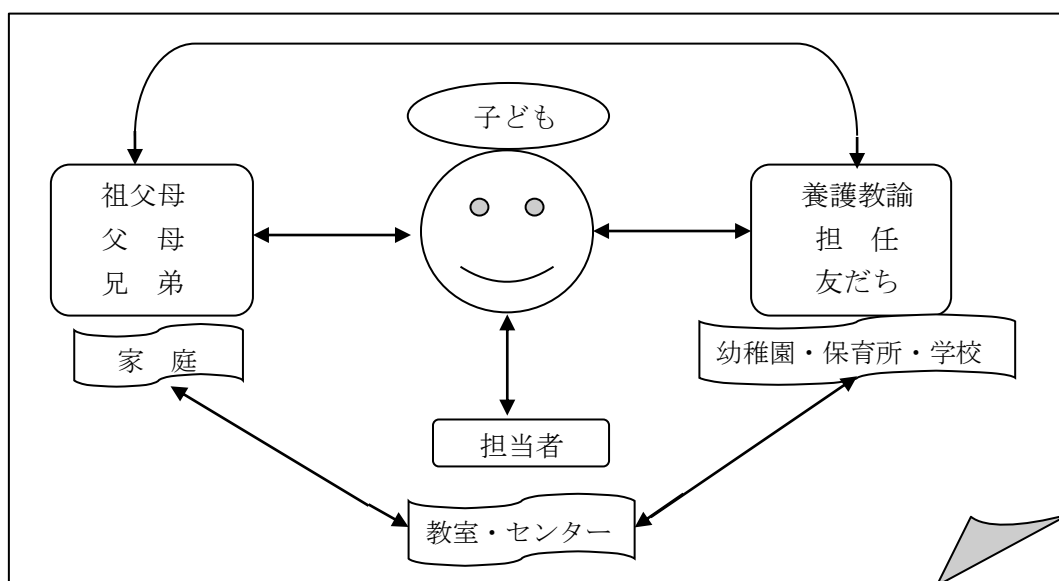 子ども
祖父母
父　母
兄　弟
養護教諭
担　任
友だち
家　庭
幼稚園・保育所・学校
担当者
教室・センター